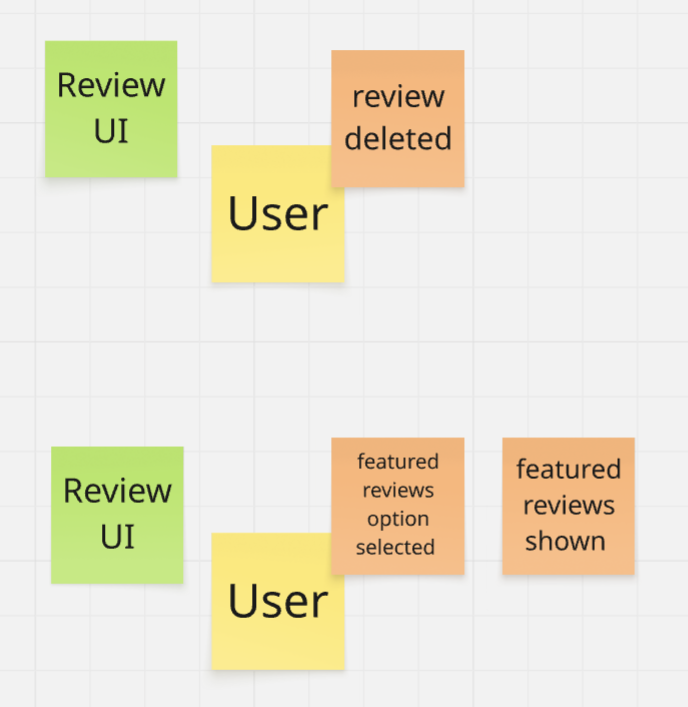 Review
UI
review
deleted
User
Review
UI
featured
reviews
option
selected
featured
reviews
shown
User